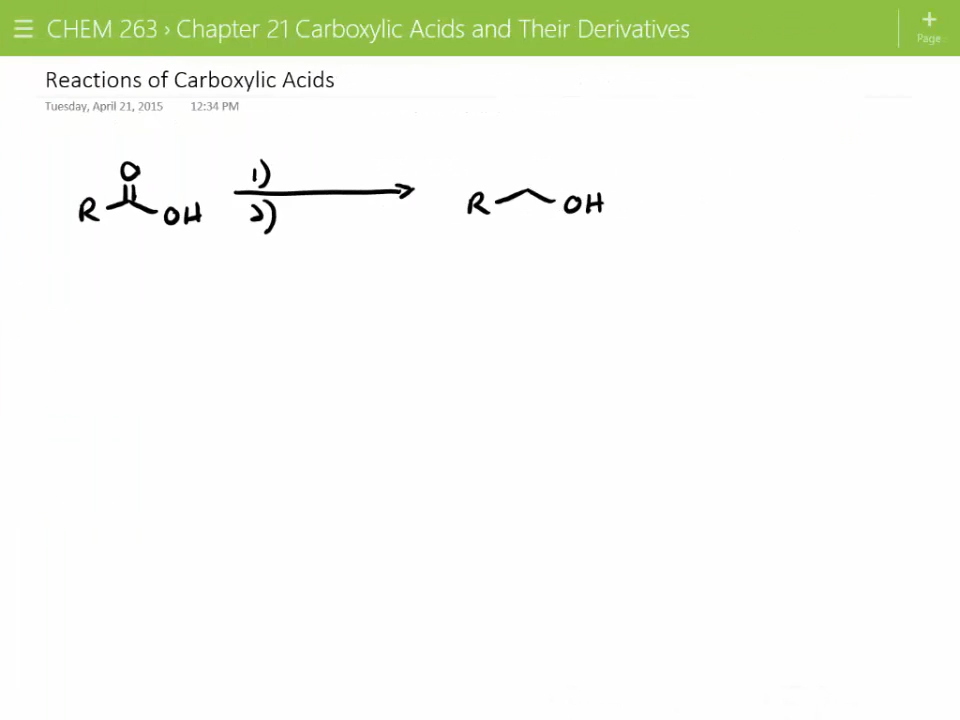 CHEM 263 › Chapter 21 Carboxylic Acids and Their Derivatives
+
Page
Reactions of Carboxylic Acids
Tuesday, April 21, 2015 12:34 PM
O
R OH
1)
2)
R OH